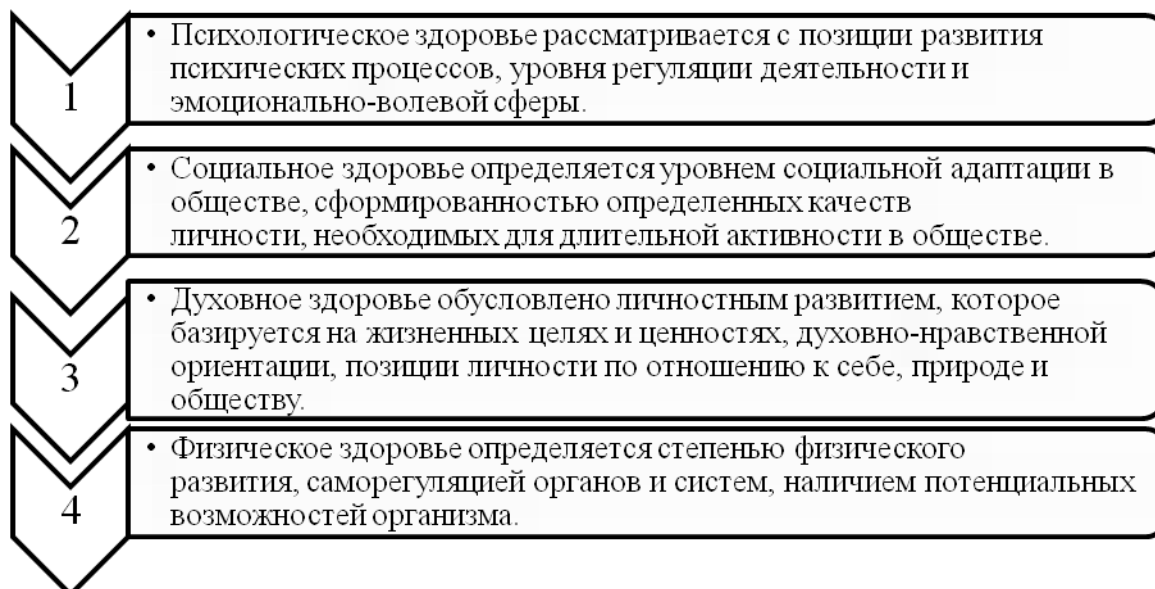 1
• Психологическое здоровье рассматривается с позиции развития
психических процессов, уровня регуляции деятельности и
эмоционально-волевой сферы.
2
• Социальное здоровье определяется уровнем социальной адаптации в
обществе, сформированностью определенных качеств
личности, необходимых для длительной активности в обществе.
3
• Духовное здоровье обусловлено личностным развитием, которое
базируется на жизненных целях и ценностях, духовно-нравственной
ориентации, позиции личности по отношению к себе, природе и
обществу.
4
• Физическое здоровье определяется степенью физического
развития, саморегуляцией органов и систем, наличием потенциальных
возможностей организма.